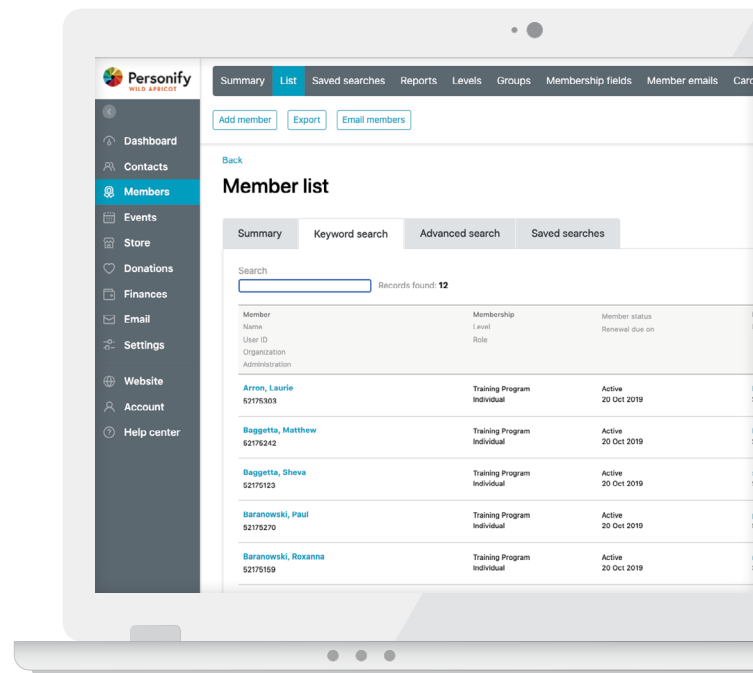 Personify
WILD APRICOT
Summary List Saved searches Reports Levels Groups Membership fields Member emails Card
Add member Export Email members
Dashboard
Contacts
Members
Events
Store
Donations
Finances
Email
Settings
Website
Account
Help center
Back
Member list
Summary Keyword search Advanced search Saved searches
Search
Records found: 12
Member Membership Member status
Name Level Renewal due on
User ID Role
Organization
Administration
Arron, Laurie Training Program Active
52175303 Individual 20 Oct 2019
Baggetta, Matthew Training Program Active
52175242 Individual 20 Oct 2019
Baggetta, Sheva Training Program Active
52175123 Individual 20 Oct 2019
Baranowski, Paul Training Program Active
52175270 Individual 20 Oct 2019
Baranowski, Roxanna Training Program Active
52175159 Individual 20 Oct 2019